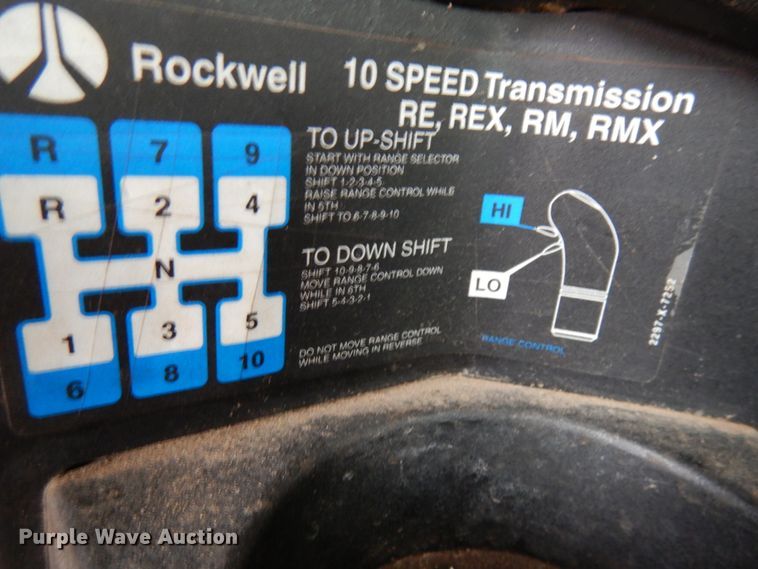 Rockwell
10 SPEED Transmission
RE, REX, RM, RMX
R 7 9
R 2 4
N
1 3 5
6 8 10
TO UP-SHIFT
START WITH RANGE SELECTOR
IN DOWN POSITION
SHIFT 1-2-3-4-5
RAISE RANGE CONTROL WHILE
IN 5TH
SHIFT TO 6-7-8-9-10
TO DOWN SHIFT
SHIFT 10-9-8-7-6
MOVE RANGE CONTROL DOWN
WHILE IN 6TH
SHIFT 5-4-3-2-1
DO NOT MOVE RANGE CONTROL
WHILE MOVING IN REVERSE
HI
LO
RANGE CONTROL
2297-X-7252
Purple Wave Auction